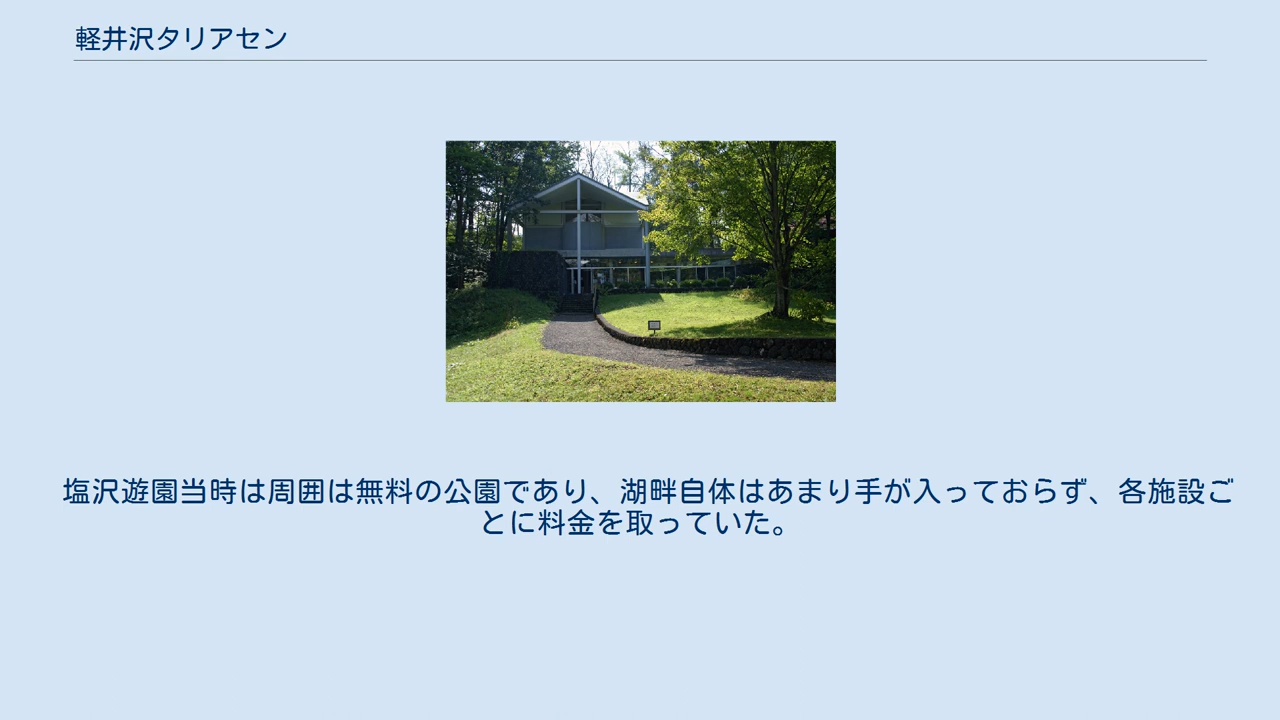 軽井沢タリアセン
塩沢遊園当時は周囲は無料の公園であり、湖畔自体はあまり手が入っておらず、各施設ご
とに料金を取っていた。